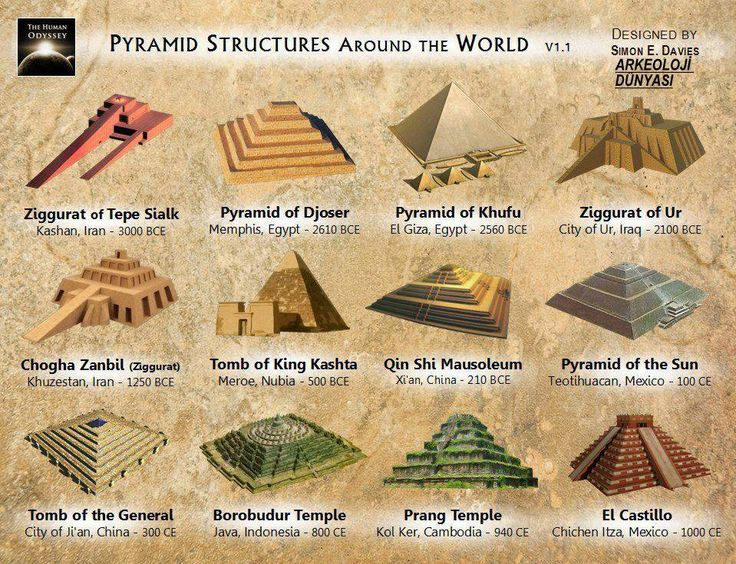 THE HUMAN
ODYSSEY
PYRAMID STRUCTURES AROUND THE WORLD V1.1
DESIGNED BY
SIMON E. DAVIES
ARKEOLOJİ
DÜNYASI
Ziggurat of Tepe Sialk
Kashan, Iran - 3000 BCE
Pyramid of Djoser
Memphis, Egypt - 2610 BCE
Pyramid of Khufu
El Giza, Egypt - 2560 BCE
Ziggurat of Ur
City of Ur, Iraq - 2100 BCE
Chogha Zanbil (Ziggurat)
Khuzestan, Iran - 1250 BCE
Tomb of King Kashta
Meroe, Nubia - 500 BCE
Qin Shi Mausoleum
Xi'an, China - 210 BCE
Pyramid of the Sun
Teotihuacan, Mexico - 100 CE
Tomb of the General
City of Ji'an, China - 300 CE
Borobudur Temple
Java, Indonesia - 800 CE
Prang Temple
Kol Ker, Cambodia - 940 CE
El Castillo
Chichen Itza, Mexico - 1000 CE